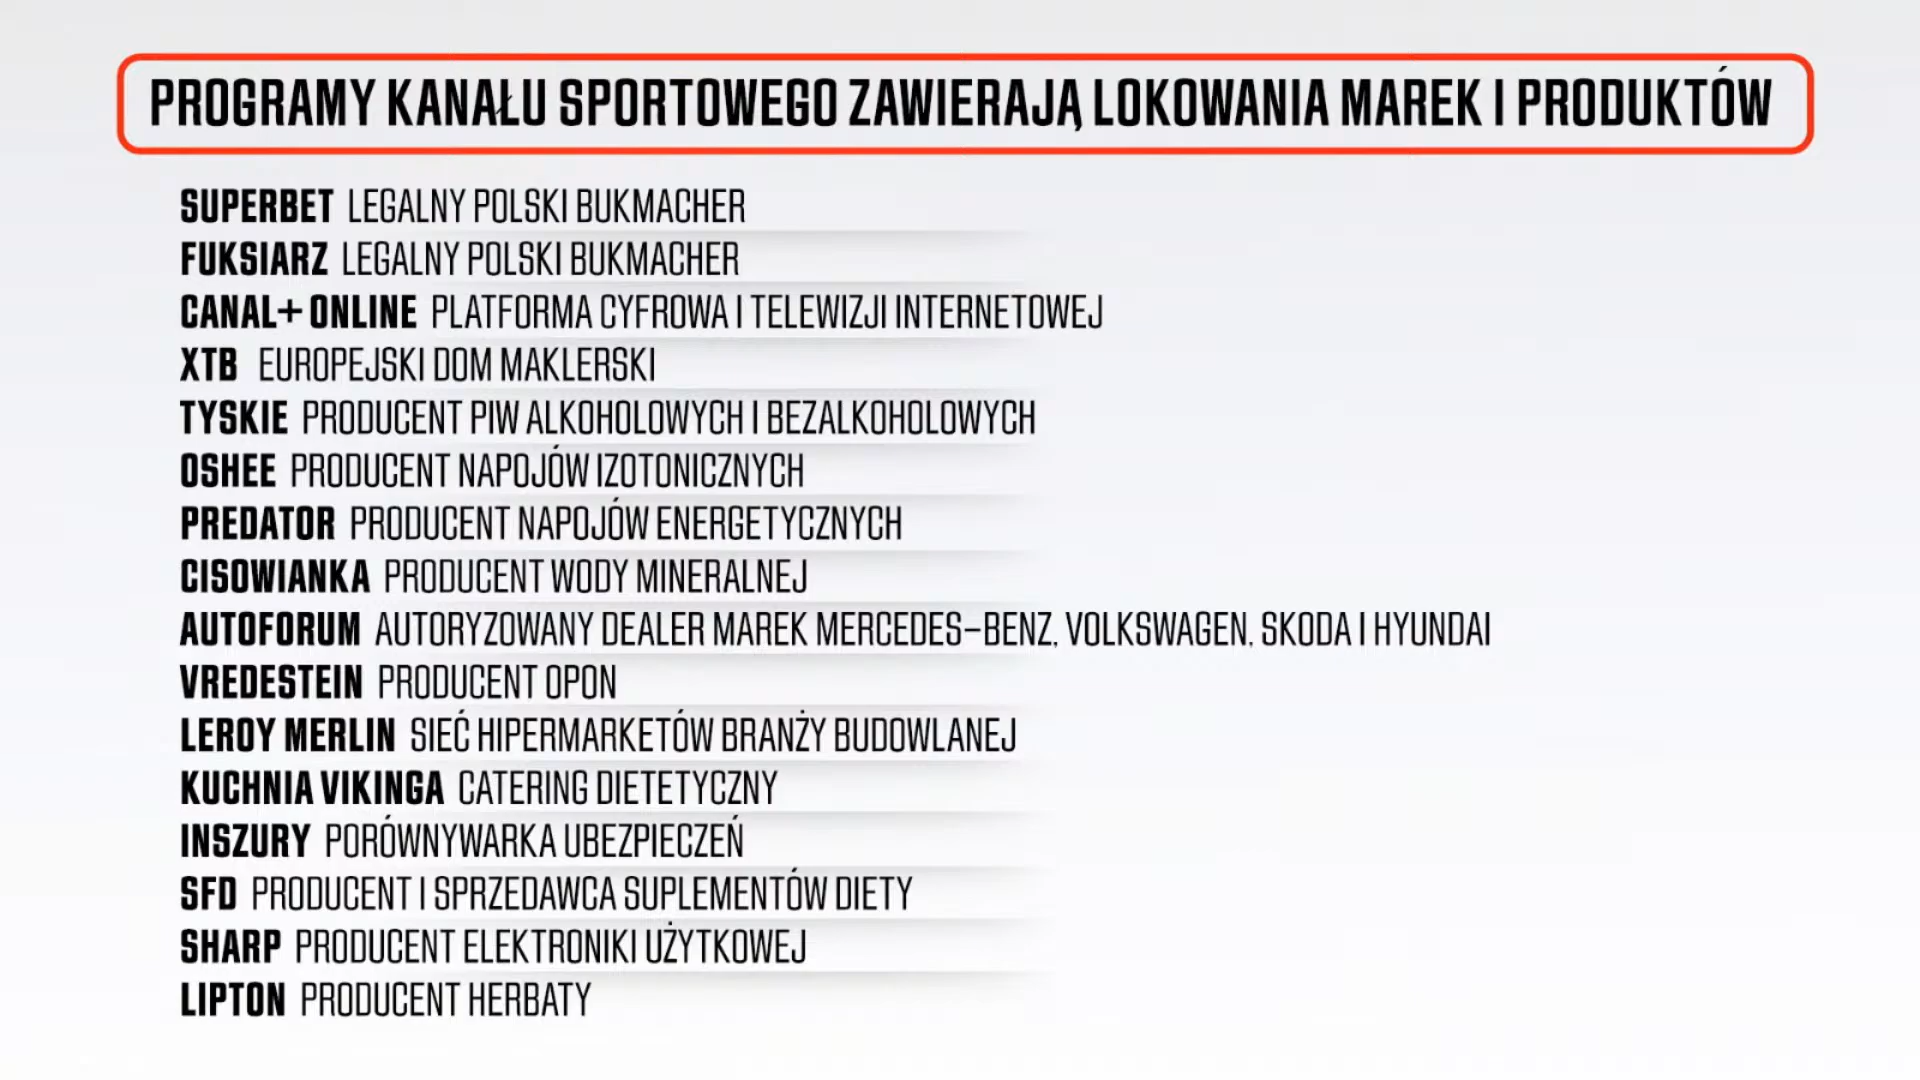 PROGRAMY KANAŁU SPORTOWEGO ZAWIERAJĄ LOKOWANIA MAREK I PRODUKTÓW
SUPERBET LEGALNY POLSKI BUKMACHER
FUKSIARZ LEGALNY POLSKI BUKMACHER
CANAL+ ONLINE PLATFORMA CYFROWA I TELEWIZJI INTERNETOWEJ
XTB EUROPEJSKI DOM MAKLERSKI
TYSKIE PRODUCENT PIW ALKOHOLOWYCH I BEZALKOHOLOWYCH
OSHEE PRODUCENT NAPOJÓW IZOTONICZNYCH
PREDATOR PRODUCENT NAPOJÓW ENERGETYCZNYCH
CISOWIANKA PRODUCENT WODY MINERALNEJ
AUTOFORUM AUTORYZOWANY DEALER MAREK MERCEDES-BENZ, VOLKSWAGEN, SKODA I HYUNDAI
VREDESTEIN PRODUCENT OPON
LEROY MERLIN SIEĆ HIPERMARKETÓW BRANŻY BUDOWLANEJ
KUCHNIA VIKINGA CATERING DIETETYCZNY
INSZURY PORÓWNYWARKA UBEZPIECZEŃ
SFD PRODUCENT I SPRZEDAWCA SUPLEMENTÓW DIETY
SHARP PRODUCENT ELEKTRONIKI UŻYTKOWEJ
LIPTON PRODUCENT HERBATY